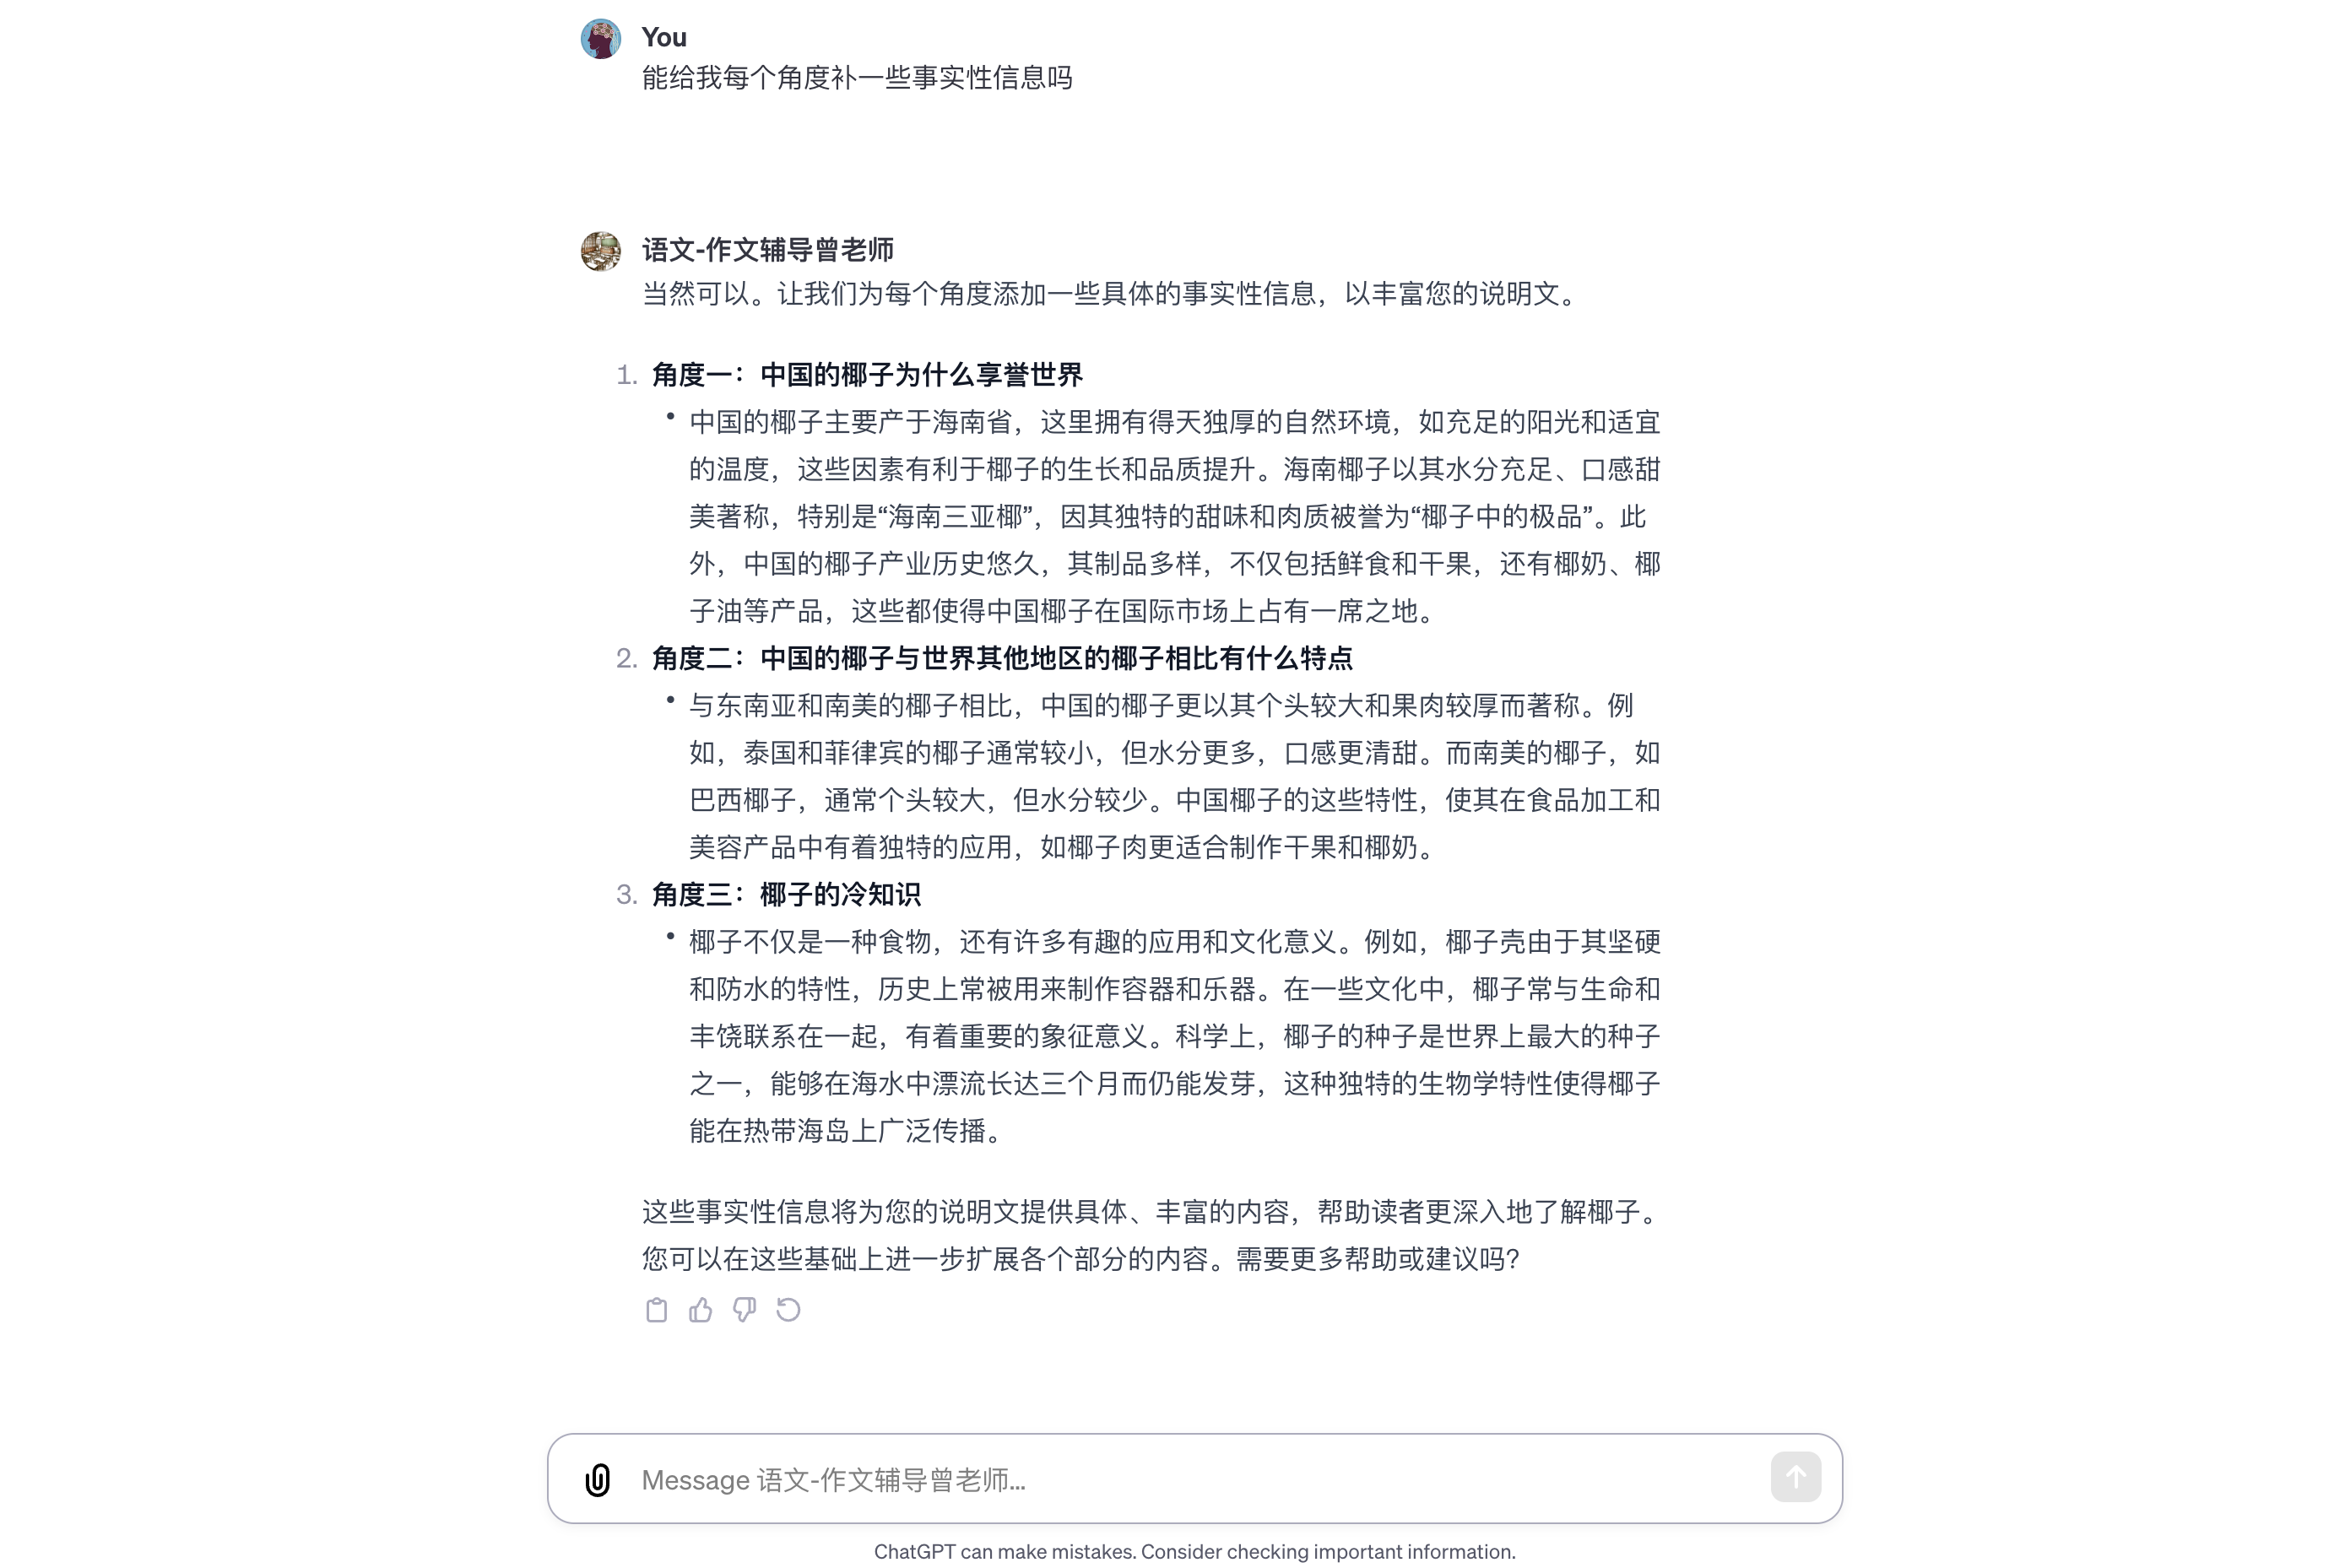 You
能给我每个角度补一些事实性信息吗
语文-作文辅导曾老师
当然可以。让我们为每个角度添加一些具体的事实性信息，以丰富您的说明文。
1. 角度一：中国的椰子为什么享誉世界
• 中国的椰子主要产于海南省，这里拥有得天独厚的自然环境，如充足的阳光和适宜
的温度，这些因素有利于椰子的生长和品质提升。海南椰子以其水分充足、口感甜
美著称，特别是“海南三亚椰”，因其独特的甜味和肉质被誉为“椰子中的极品”。此
外，中国的椰子产业历史悠久，其制品多样，不仅包括鲜食和干果，还有椰奶、椰
子油等产品，这些都使得中国椰子在国际市场上占有一席之地。
2. 角度二：中国的椰子与世界其他地区的椰子相比有什么特点
• 与东南亚和南美的椰子相比，中国的椰子更以其个头较大和果肉较厚而著称。例
如，泰国和菲律宾的椰子通常较小，但水分更多，口感更清甜。而南美的椰子，如
巴西椰子，通常个头较大，但水分较少。中国椰子的这些特性，使其在食品加工和
美容产品中有着独特的应用，如椰子肉更适合制作干果和椰奶。
3. 角度三：椰子的冷知识
• 椰子不仅是一种食物，还有许多有趣的应用和文化意义。例如，椰子壳由于其坚硬
和防水的特性，历史上常被用来制作容器和乐器。在一些文化中，椰子常与生命和
丰饶联系在一起，有着重要的象征意义。科学上，椰子的种子是世界上最大的种子
之一，能够在海水中漂流长达三个月而仍能发芽，这种独特的生物学特性使得椰子
能在热带海岛上广泛传播。
这些事实性信息将为您的说明文提供具体、丰富的内容，帮助读者更深入地了解椰子。
您可以在这些基础上进一步扩展各个部分的内容。需要更多帮助或建议吗？
Message 语文-作文辅导曾老师...
ChatGPT can make mistakes. Consider checking important information.